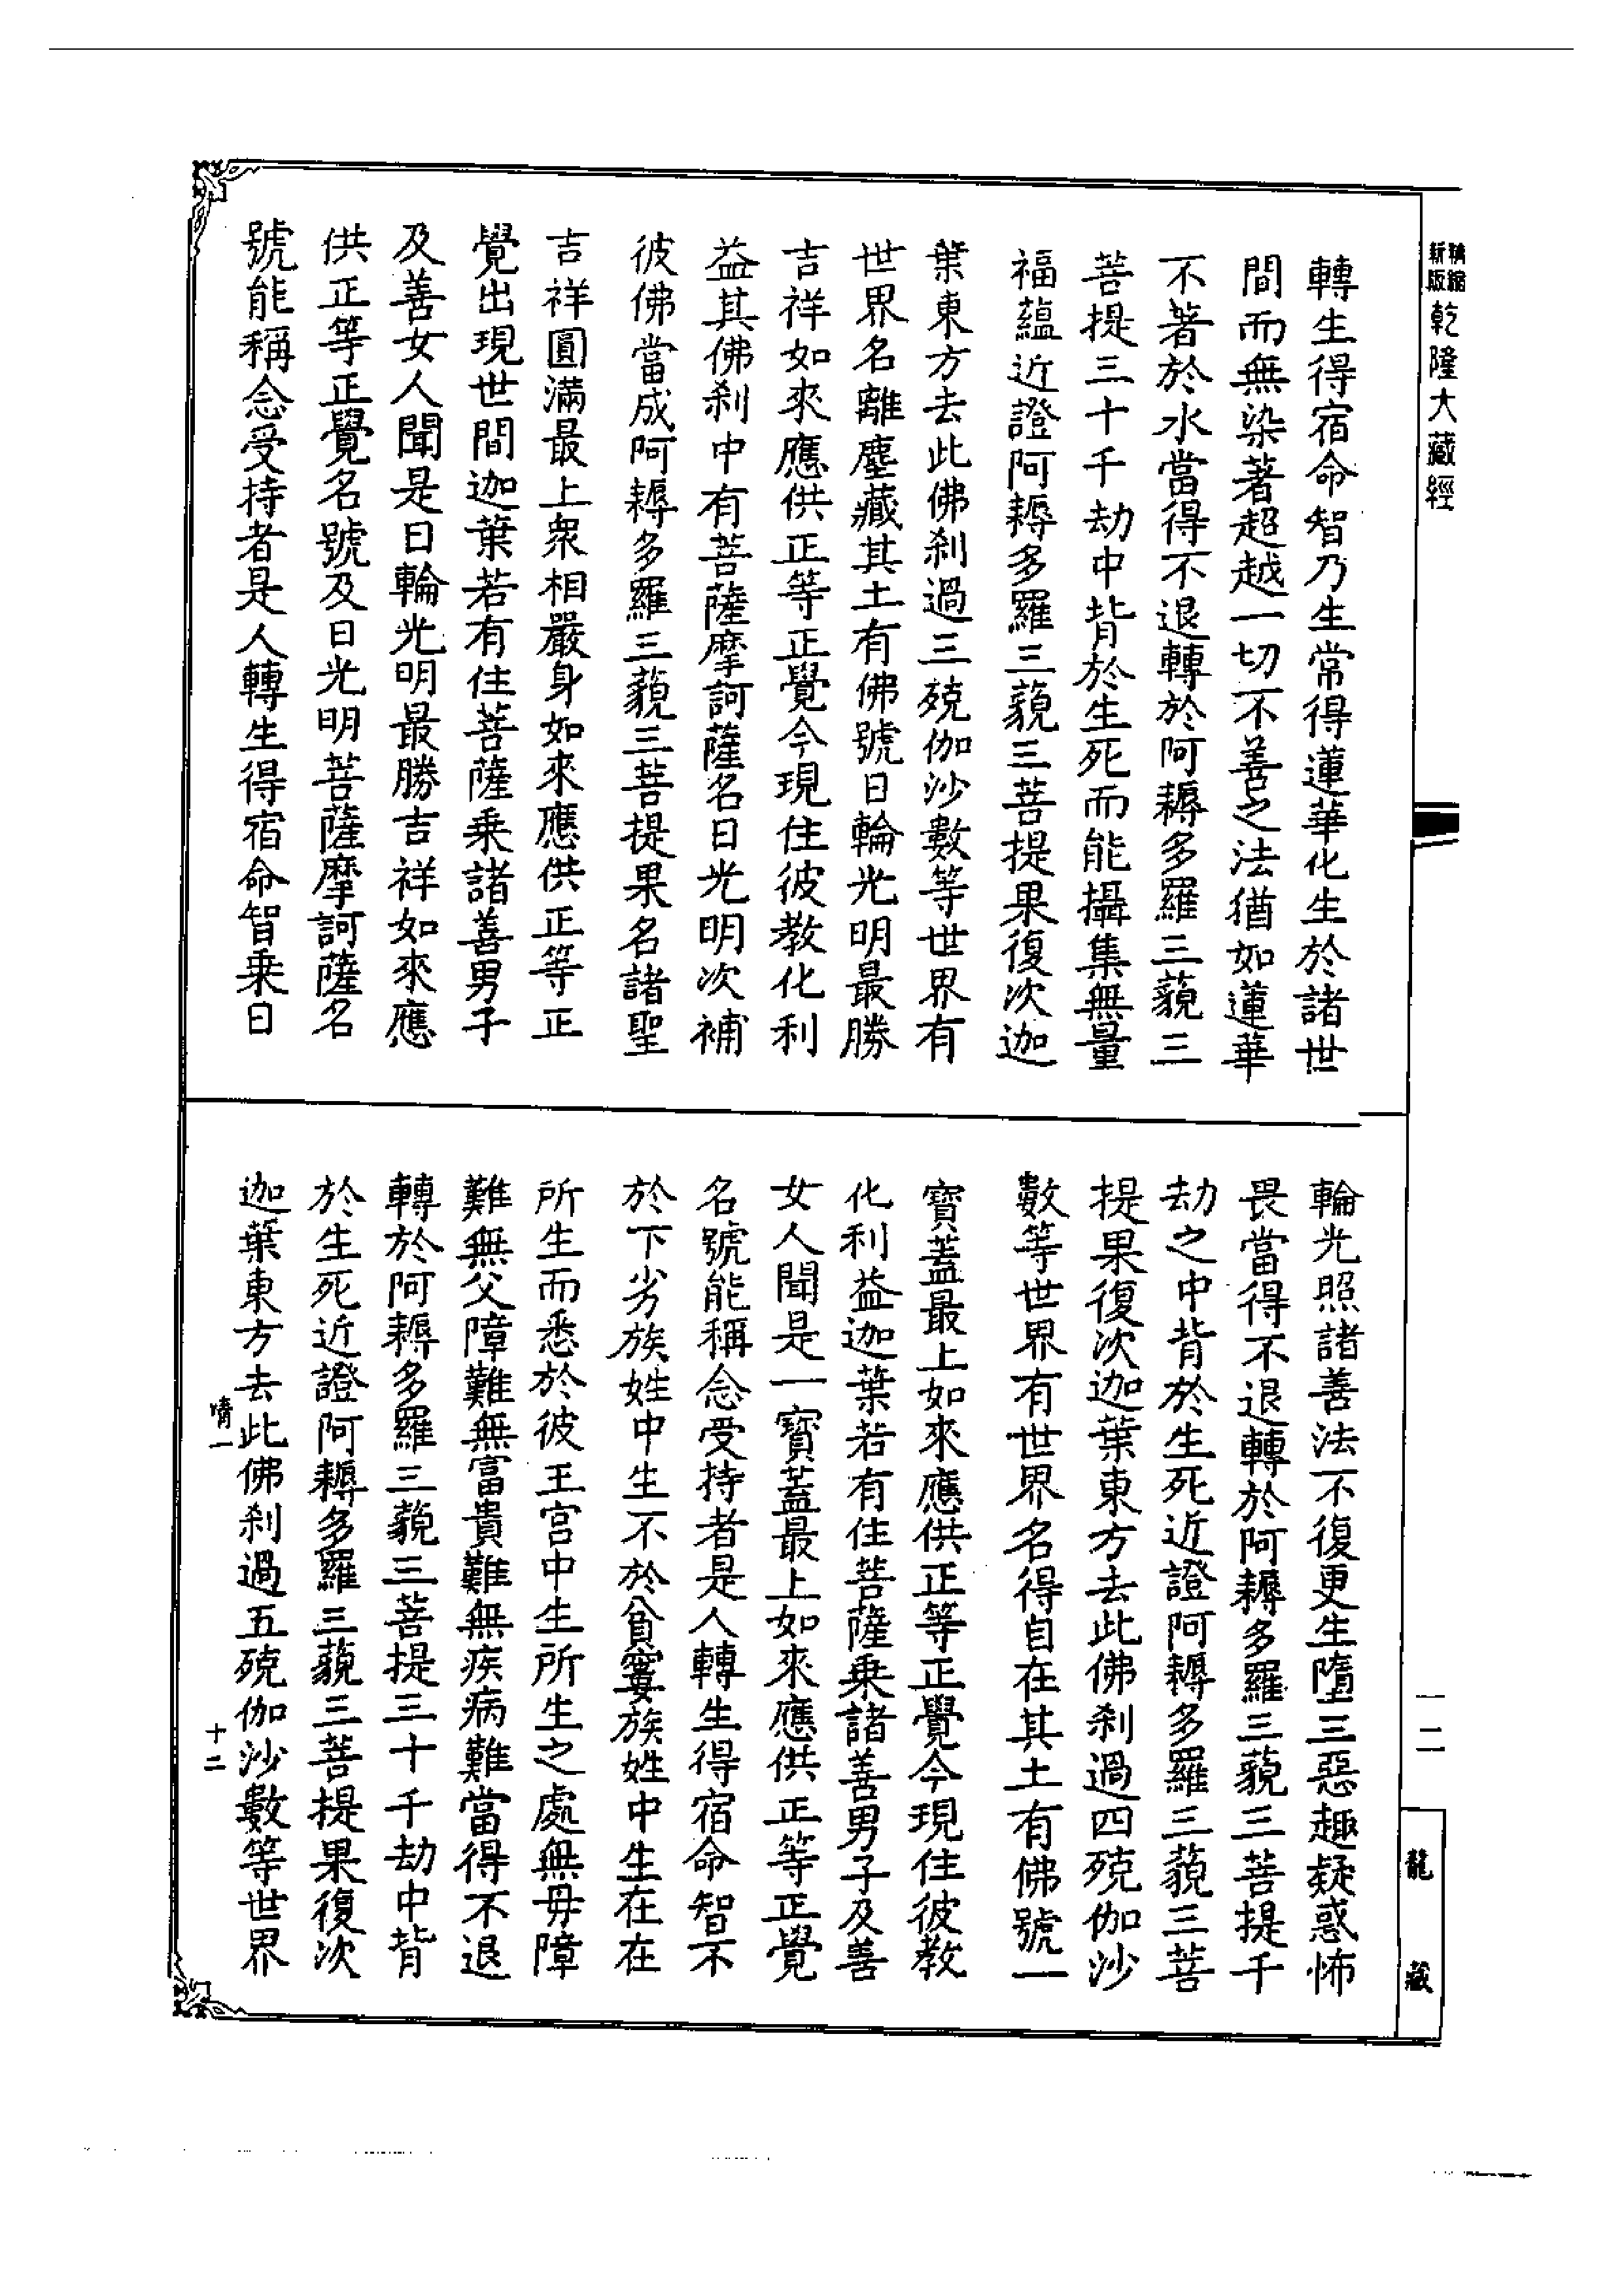 精縮新版乾隆大藏經
轉生得宿命智乃生常得蓮華化生於諸世
間而無染著超越一切不善之法猶如蓮華
不著於水當得不退轉於阿耨多羅三藐三
菩提三十千劫中背於生死而能攝集無量
福蘊近證阿耨多羅三藐三菩提果復次迦
葉東方去此佛刹過三殑伽沙數等世界有
世界名離塵藏其土有佛號日輪光明最勝
吉祥如來應供正等正覺今現住彼教化利
益其佛刹中有菩薩摩訶薩名日光明次補
彼佛當成阿耨多羅三藐三菩提果名諸聖
吉祥圓滿最上衆相嚴身如來應供正等正
覺出現世間迦葉若有住菩薩乘諸善男子
及善女人聞是日輪光明最勝吉祥如來應
供正等正覺名號及日光明菩薩摩訶薩名
號能稱念受持者是人轉生得宿命智乘日
輪光照諸善法不復更生墮三惡趣疑惑怖
畏當得不退轉於阿耨多羅三藐三菩提千
劫之中背於生死近證阿耨多羅三藐三菩
提果復次迦葉東方去此佛刹過四殑伽沙
數等世界有世界名得自在其土有佛號一
寶蓋最上如來應供正等正覺今現住彼教
化利益迦葉若有住菩薩乘諸善男子及善
女人聞是一寶蓋最上如來應供正等正覺
名號能稱念受持者是人轉生得宿命智不
於下劣族姓中生不於貧寠族姓中生在在
所生而悉於彼王宮中生所生之處無毋障
難無父障難無富貴難無疾病難當得不退
轉於阿耨多羅三藐三菩提三十千劫中背
於生死近證阿耨多羅三藐三菩提果復次
迦葉東方去此佛刹過五殑伽沙數等世界
一二
龍藏
十二